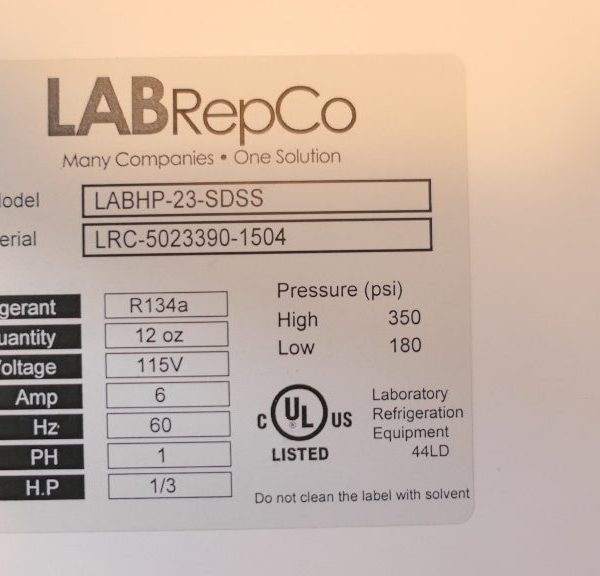 LABRepCo
Many Companies • One Solution
Model LABHP-23-SDSS
erial LRC-5023390-1504
gerant R134a
uantity 12 oz
oltage 115V
Amp 6
Hz 60
PH 1
H.P 1/3
Pressure (psi)
High 350
Low 180
C UL ® US
LISTED
Laboratory
Refrigeration
Equipment
44LD
Do not clean the label with solvent